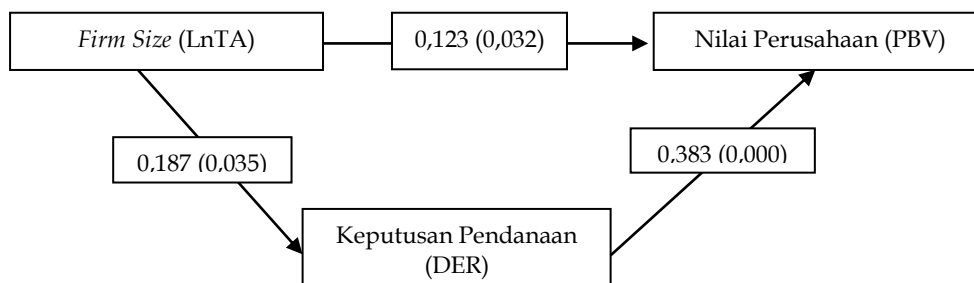 Firm Size (LnTA)
0,123 (0,032)
Nilai Perusahaan (PBV)
0,187 (0,035)
0,383 (0,000)
Keputusan Pendanaan
(DER)